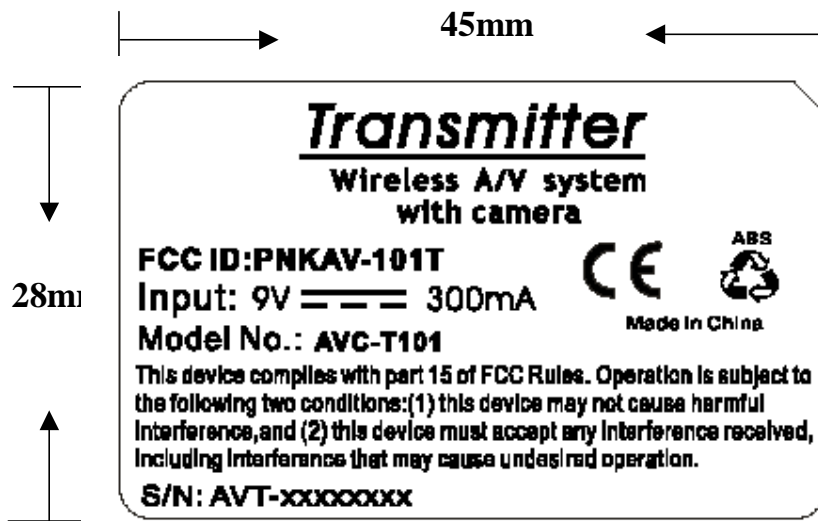 45mm
Transmitter
Wireless A/V system
with camera
ABS
FCC ID:PNKAV-101T
CE
28m
Input: 9V 300mA
Made in China
Model No.: AVC-T101
This device complies with part 15 of FCC Rules. Operation is subject to
the following two conditions:(1) this device may not cause harmful
interference,and (2) this device must accept any interference received,
including interference that may cause undesired operation.
S/N: AVT-xxxxxxxx